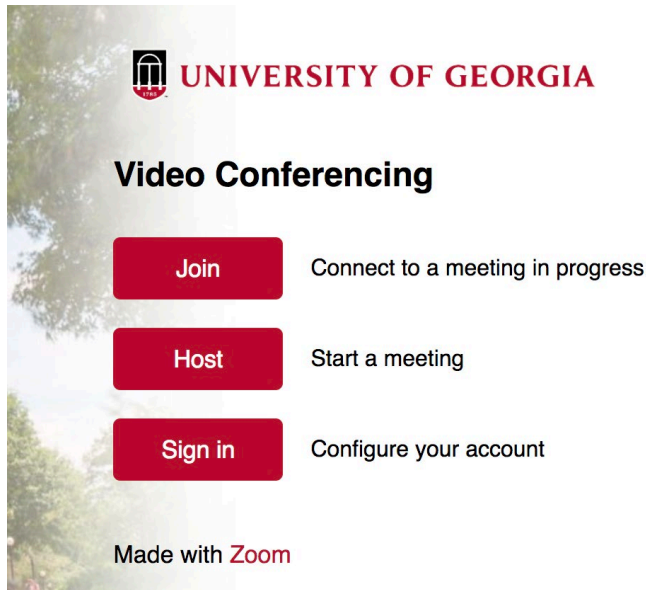 1785
UNIVERSITY OF GEORGIA
Video Conferencing
Join Connect to a meeting in progress
Host Start a meeting
Sign in Configure your account
Made with Zoom